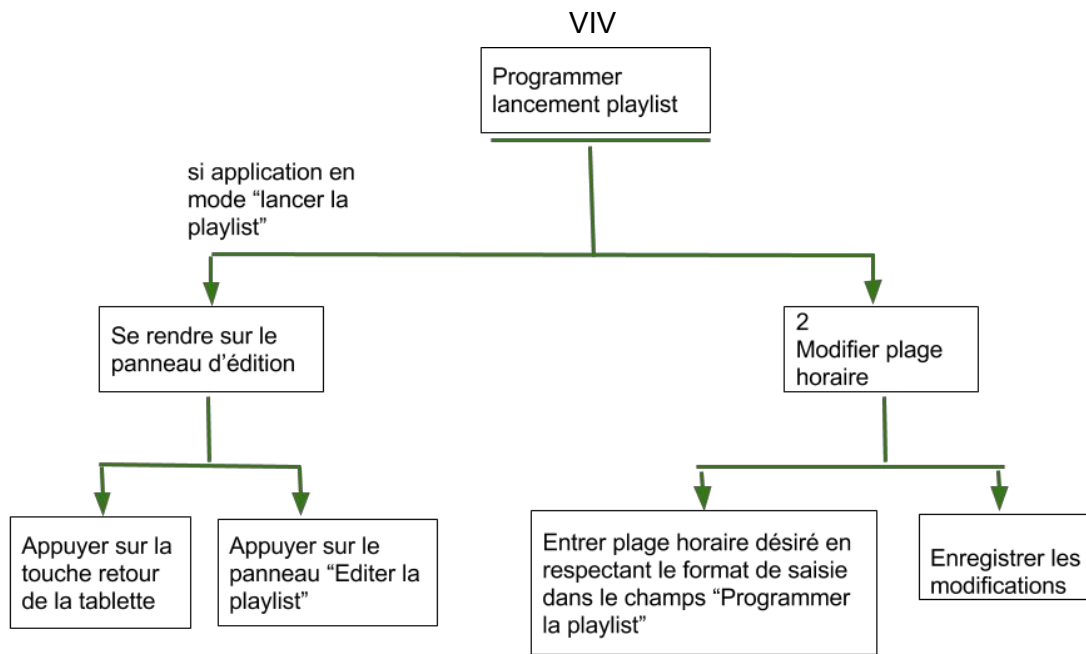 VIV
Programmer
lancement playlist
si application en
mode “lancer la
playlist”
Se rendre sur le
panneau d’édition
2
Modifier plage
horaire
Appuyer sur la
touche retour
de la tablette
Appuyer sur le
panneau “Editer la
playlist”
Entrer plage horaire désiré en
respectant le format de saisie
dans le champs “Programmer
la playlist”
Enregistrer les
modifications